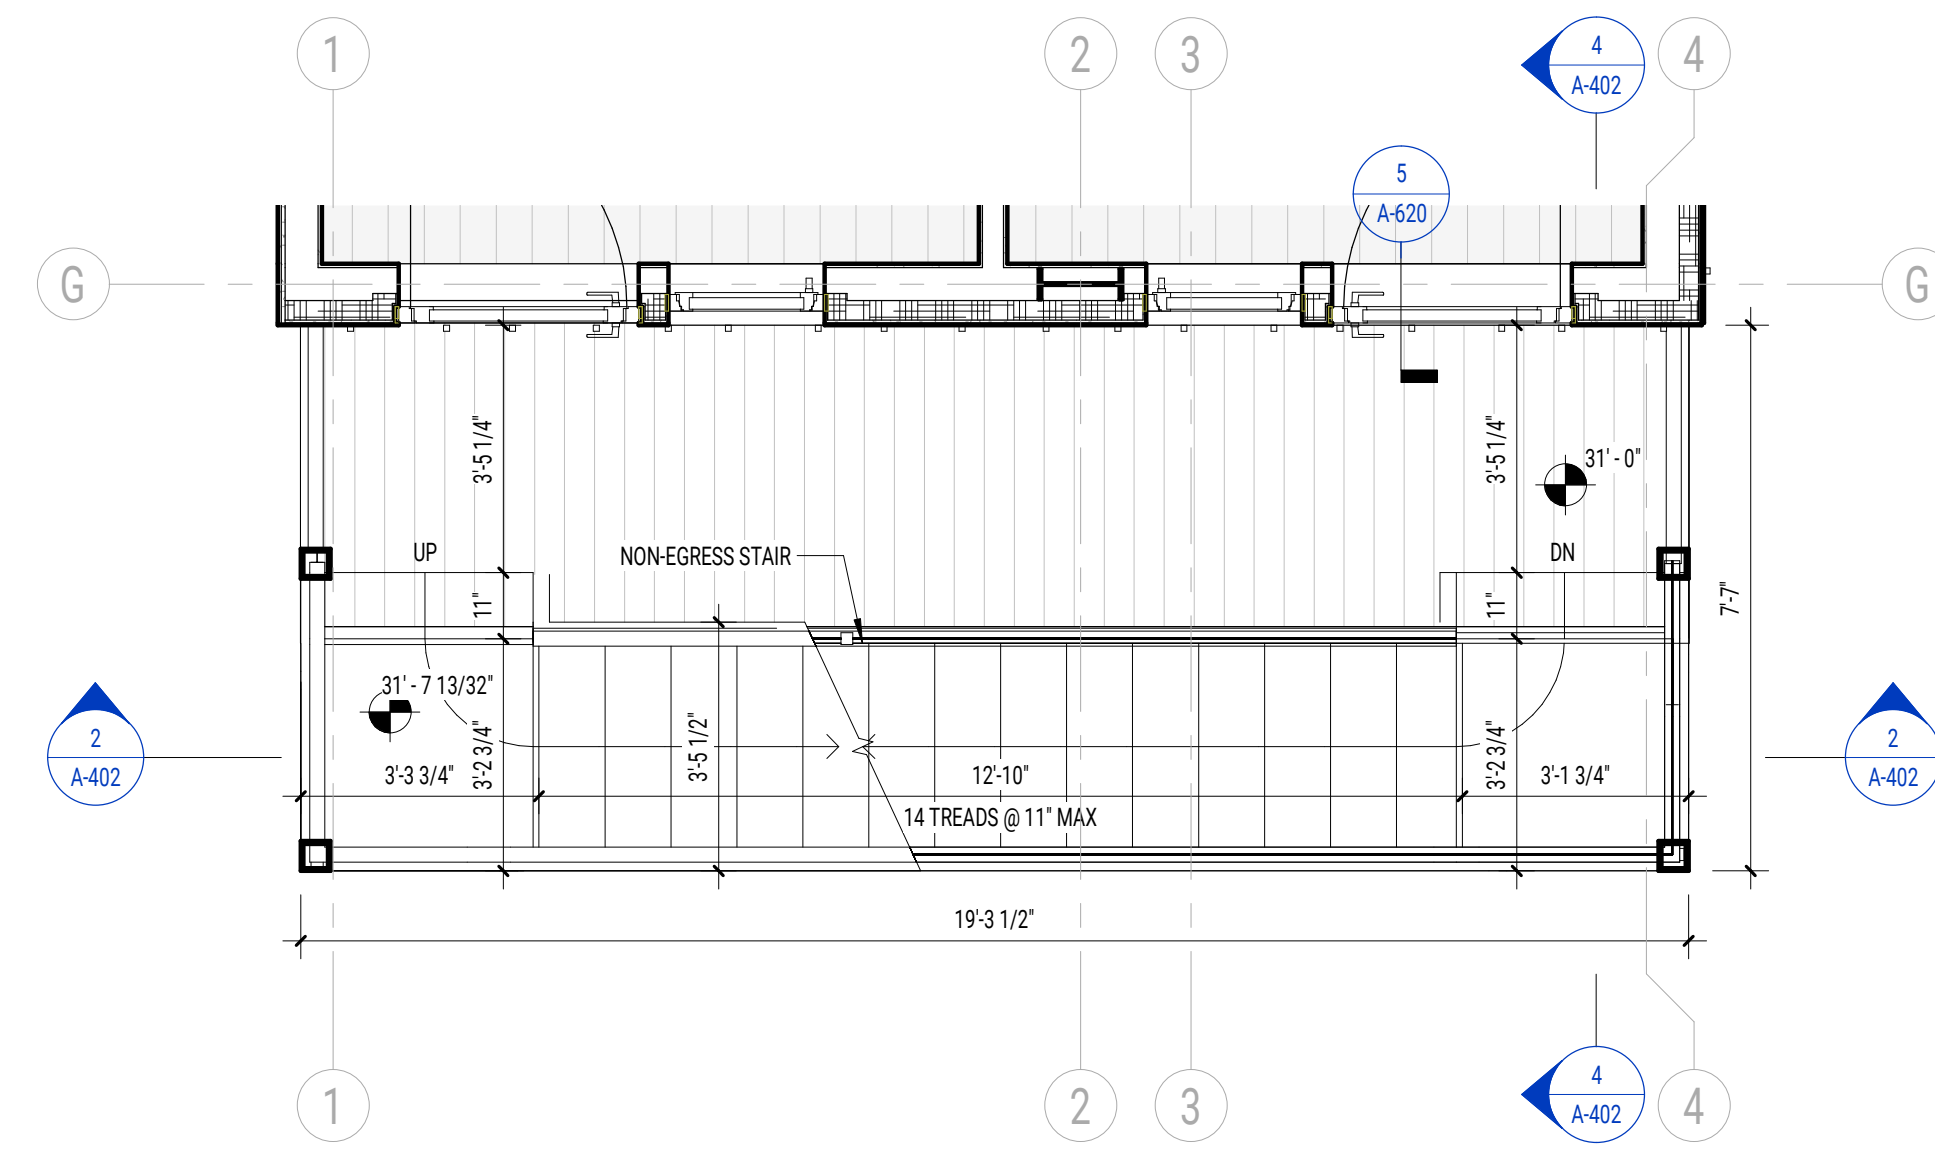 1
2
3
4
A-402
4
5
A-620
G
G
3'-5 1/4"
3'-5 1/4"
31' - 0"
UP
NON-EGRESS STAIR
DN
11"
11"
7'-7"
31' - 7 13/32"
2
A-402
3'-3 3/4"
3'-2 3/4"
3'-5 1/2"
12'-10"
3'-2 3/4"
3'-1 3/4"
2
A-402
14 TREADS @ 11" MAX
19'-3 1/2"
1
2
3
4
A-402
4